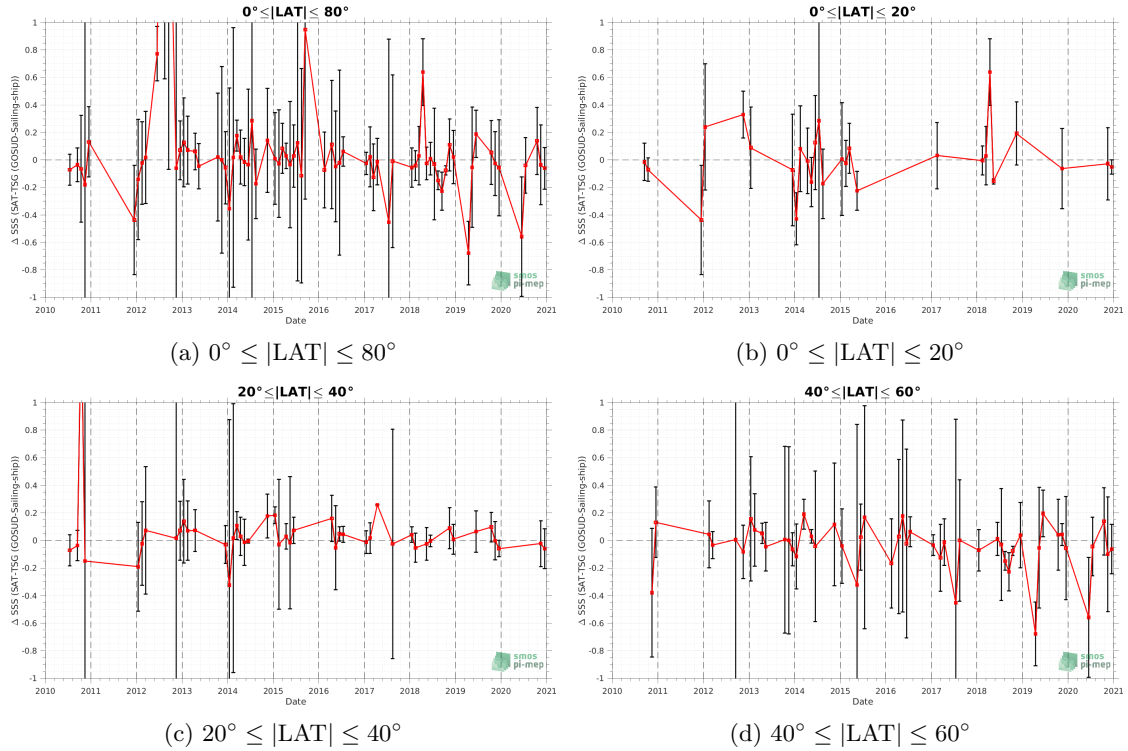 0°≤|LAT|≤ 80°
Δ SSS (SAT-TSG (GOSUD-Sailing-ship))
1
0.8
0.6
0.4
0.2
0
-0.2
-0.4
-0.6
-0.8
-1
2010 2011 2012 2013 2014 2015 2016 2017 2018 2019 2020 2021
Date
smos
pi-mep
(a) 0° ≤ |LAT| ≤ 80°
0°≤|LAT|≤ 20°
Δ SSS (SAT-TSG (GOSUD-Sailing-ship))
1
0.8
0.6
0.4
0.2
0
-0.2
-0.4
-0.6
-0.8
-1
2010 2011 2012 2013 2014 2015 2016 2017 2018 2019 2020 2021
Date
smos
pi-mep
(b) 0° ≤ |LAT| ≤ 20°
20°≤|LAT|≤ 40°
Δ SSS (SAT-TSG (GOSUD-Sailing-ship))
1
0.8
0.6
0.4
0.2
0
-0.2
-0.4
-0.6
-0.8
-1
2010 2011 2012 2013 2014 2015 2016 2017 2018 2019 2020 2021
Date
smos
pi-mep
(c) 20° ≤ |LAT| ≤ 40°
40°≤|LAT|≤ 60°
Δ SSS (SAT-TSG (GOSUD-Sailing-ship))
1
0.8
0.6
0.4
0.2
0
-0.2
-0.4
-0.6
-0.8
-1
2010 2011 2012 2013 2014 2015 2016 2017 2018 2019 2020 2021
Date
smos
pi-mep
(d) 40° ≤ |LAT| ≤ 60°